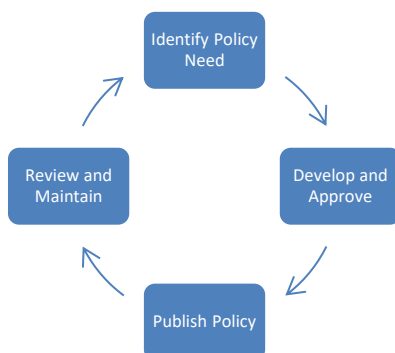 Identify Policy
Need
Develop and
Approve
Publish Policy
Review and
Maintain